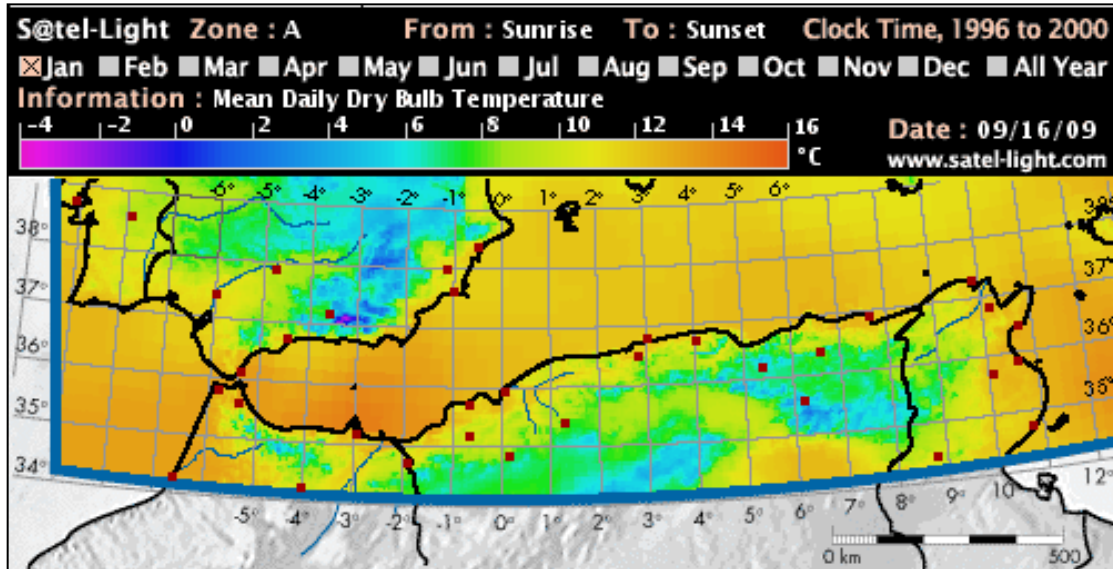 S@tel-Light Zone : A From : Sunrise To : Sunset Clock Time, 1996 to 2000
Jan Feb Mar Apr May Jun Jul Aug Sep Oct Nov Dec All Year
Information : Mean Daily Dry Bulb Temperature
-4 -2 0 2 4 6 8 10 12 14 16
°C
Date : 09/16/09
www.satel-light.com
-6° -5° -4° -3° -2° -1° 0° 1° 2° 3° 4° 5° 6°
38° 39°
37° 37°
36° 36°
35° 35°
34°
-5° -4° -3° -2° -1° 0° 1° 2° 3° 4° 5° 6° 7° 8° 9° 10 12°
0 km 500